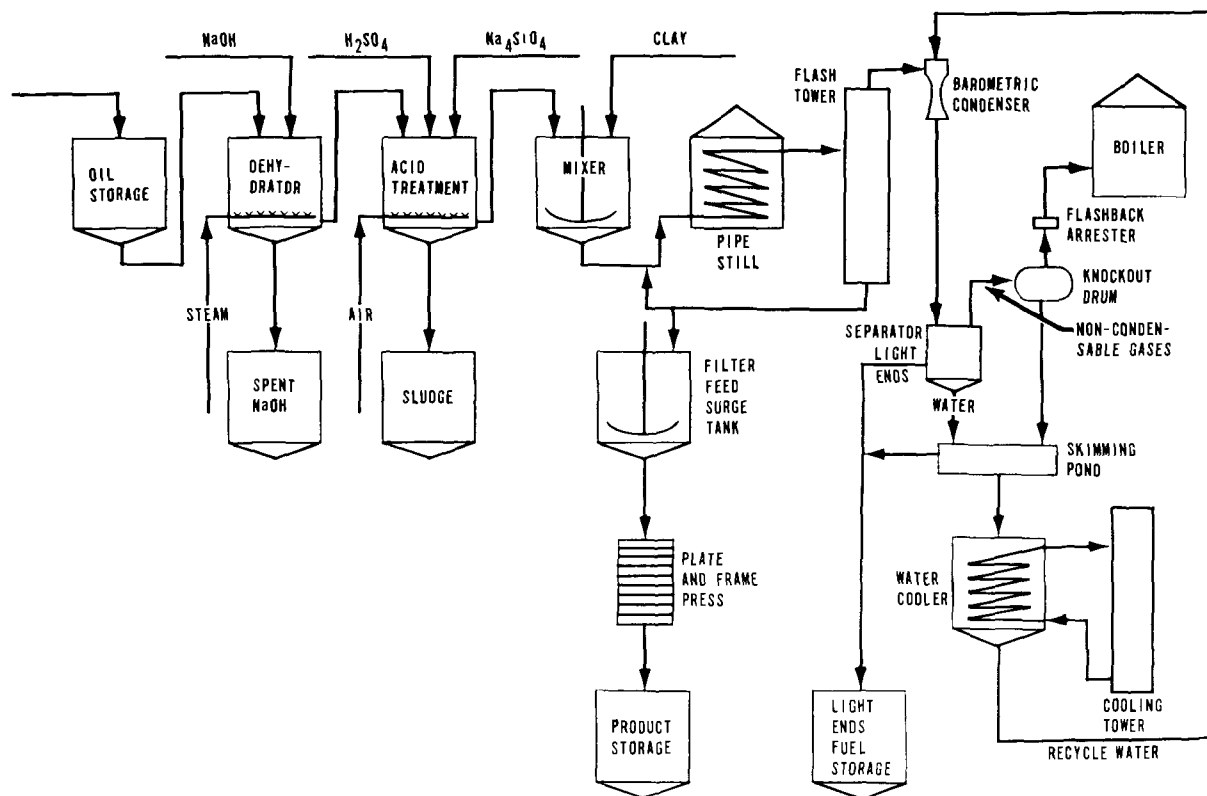 NaOH
H2SO4
Na4SiO4
CLAY
FLASH
TOWER
BAROMETRIC
CONDENSER
OIL
STORAGE
DEHY-
DRATOR
ACID
TREATMENT
MIXER
BOILER
FLASHBACK
ARRESTER
PIPE
STILL
KNOCKOUT
DRUM
STEAM
AIR
NON-CONDEN-
SABLE GASES
SEPARATOR
LIGHT
ENDS
WATER
SPENT
NaOH
SLUDGE
FILTER
FEED
SURGE
TANK
SKIMMING
POND
PLATE
AND FRAME
PRESS
WATER
COOLER
PRODUCT
STORAGE
LIGHT
ENDS
FUEL
STORAGE
COOLING
TOWER
RECYCLE WATER